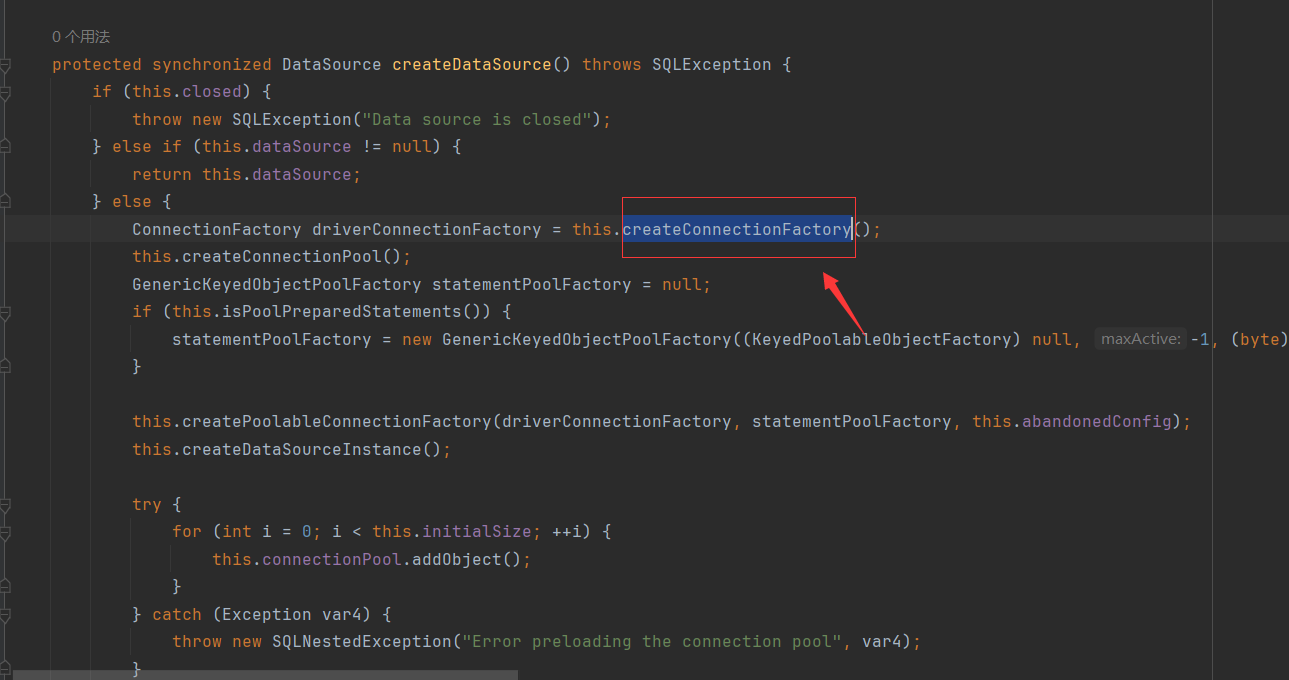 0 个用法
protected synchronized DataSource createDataSource() throws SQLException {
if (this.closed) {
throw new SQLException("Data source is closed");
} else if (this.dataSource != null) {
return this.dataSource;
} else {
ConnectionFactory driverConnectionFactory = this.createConnectionFactory();
this.createConnectionPool();
GenericKeyedObjectPoolFactory statementPoolFactory = null;
if (this.isPoolPreparedStatements()) {
statementPoolFactory = new GenericKeyedObjectPoolFactory((KeyedPoolableObjectFactory) null, maxActive: -1, (byte)
}
this.createPoolableConnectionFactory(driverConnectionFactory, statementPoolFactory, this.abandonedConfig);
this.createDataSourceInstance();
try {
for (int i = 0; i < this.initialSize; ++i) {
this.connectionPool.addObject();
}
} catch (Exception var4) {
throw new SQLNestedException("Error preloading the connection pool", var4);
}